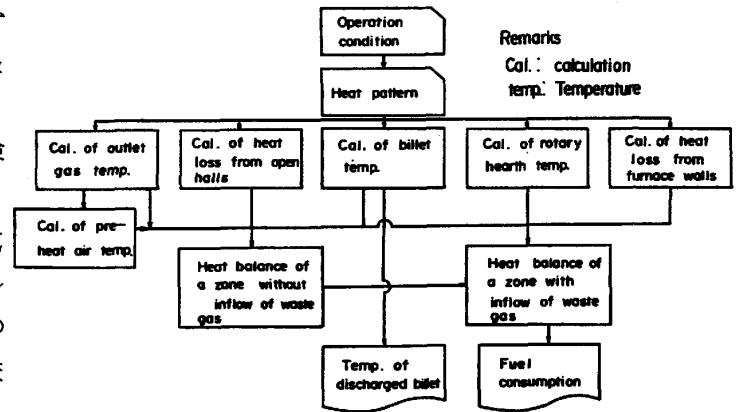 Operation
condition
Remarks
Cal.: calculation
temp.: Temperature
Heat pattern
Cal. of outlet
gas temp.
Cal. of heat
loss from open
halls
Cal. of billet
temp.
Cal. of rotary
hearth temp.
Cal. of heat
loss from
furnace walls
Cal. of pre-
heat air temp.
Heat balance of
a zone without
inflow of waste
gas
Heat balance of
a zone with
inflow of waste
gas
Temp. of
discharged billet
Fuel
consumption